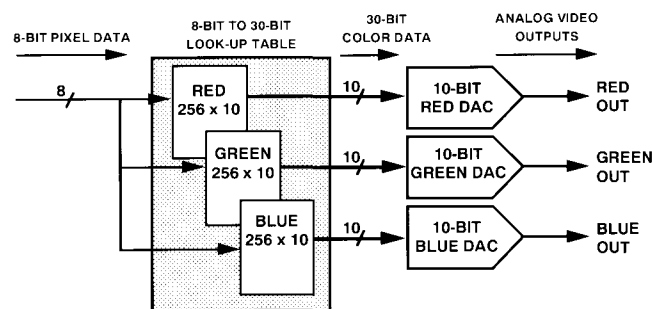 8-BIT PIXEL DATA
8-BIT TO 30-BIT
LOOK-UP TABLE
30-BIT
COLOR DATA
ANALOG VIDEO
OUTPUTS
8
RED
256 x 10
10
10-BIT
RED DAC
RED
OUT
GREEN
256 x 10
10
10-BIT
GREEN DAC
GREEN
OUT
BLUE
256 x 10
10
10-BIT
BLUE DAC
BLUE
OUT